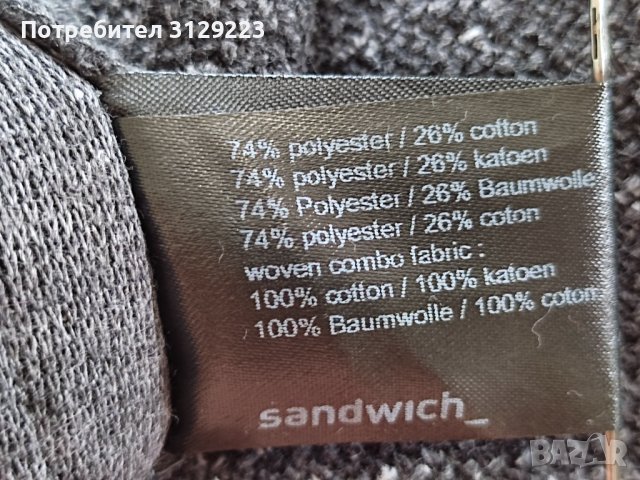 Потребител 3129223
74% polyester / 26% cotton
74% polyester / 26% katoen
74% Polyester / 26% Baumwolle
74% polyester / 26% coton
woven combo fabric :
100% cotton / 100% katoen
100% Baumwolle / 100% coton
sandwich_
BAZAR